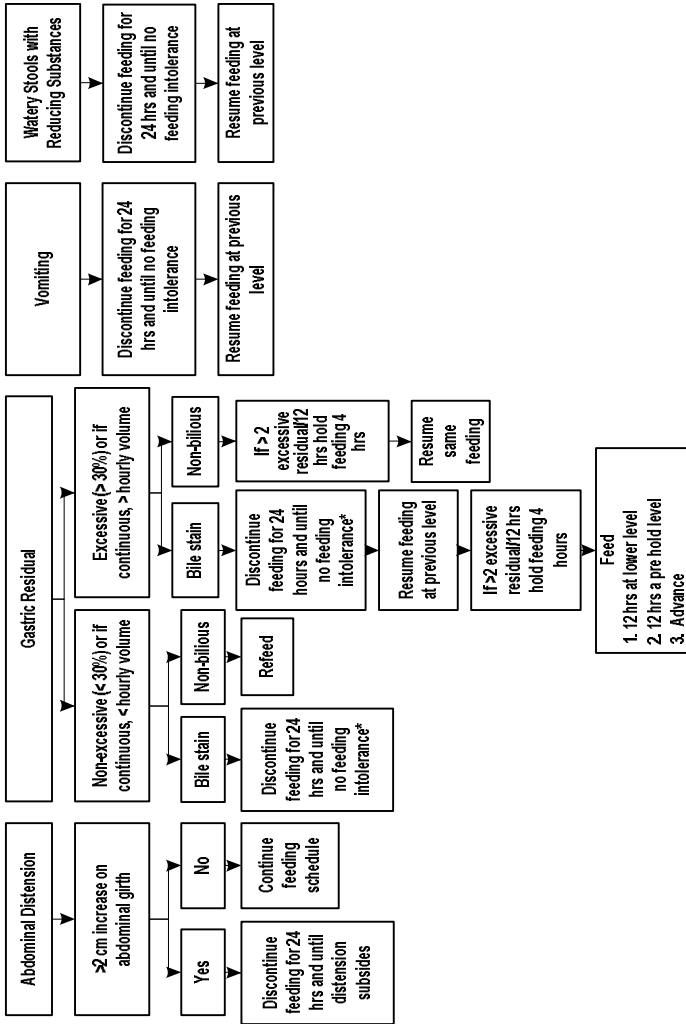 Abdominal Distension
>2 cm increase on
abdominal girth
Yes
No
Discontinue
feeding for 24
hrs and until
distension
subsides
Continue
feeding
schedule
Gastric Residual
Non-excessive (< 30%) or if
continuous, < hourly volume
Bile stain
Non-bilious
Discontinue
feeding for 24
hrs and until
no feeding
intolerance*
Refeed
Excessive (> 30%) or if
continuous, > hourly volume
Bile stain
Non-bilious
Discontinue
feeding for 24
hours and until
no feeding
intolerance*
Resume feeding
at previous level
If >2 excessive
residual/12 hrs
hold feeding 4
hours
Feed
1. 12 hrs at lower level
2. 12 hrs a pre hold level
3. Advance
If > 2
excessive
residual/12
hrs hold
feeding 4
hrs
Resume
same
feeding
Vomiting
Discontinue feeding for 24
hrs and until no feeding
intolerance
Resume feeding at previous
level
Watery Stools with
Reducing Substances
Discontinue feeding for
24 hrs and until no
feeding intolerance
Resume feeding at
previous level